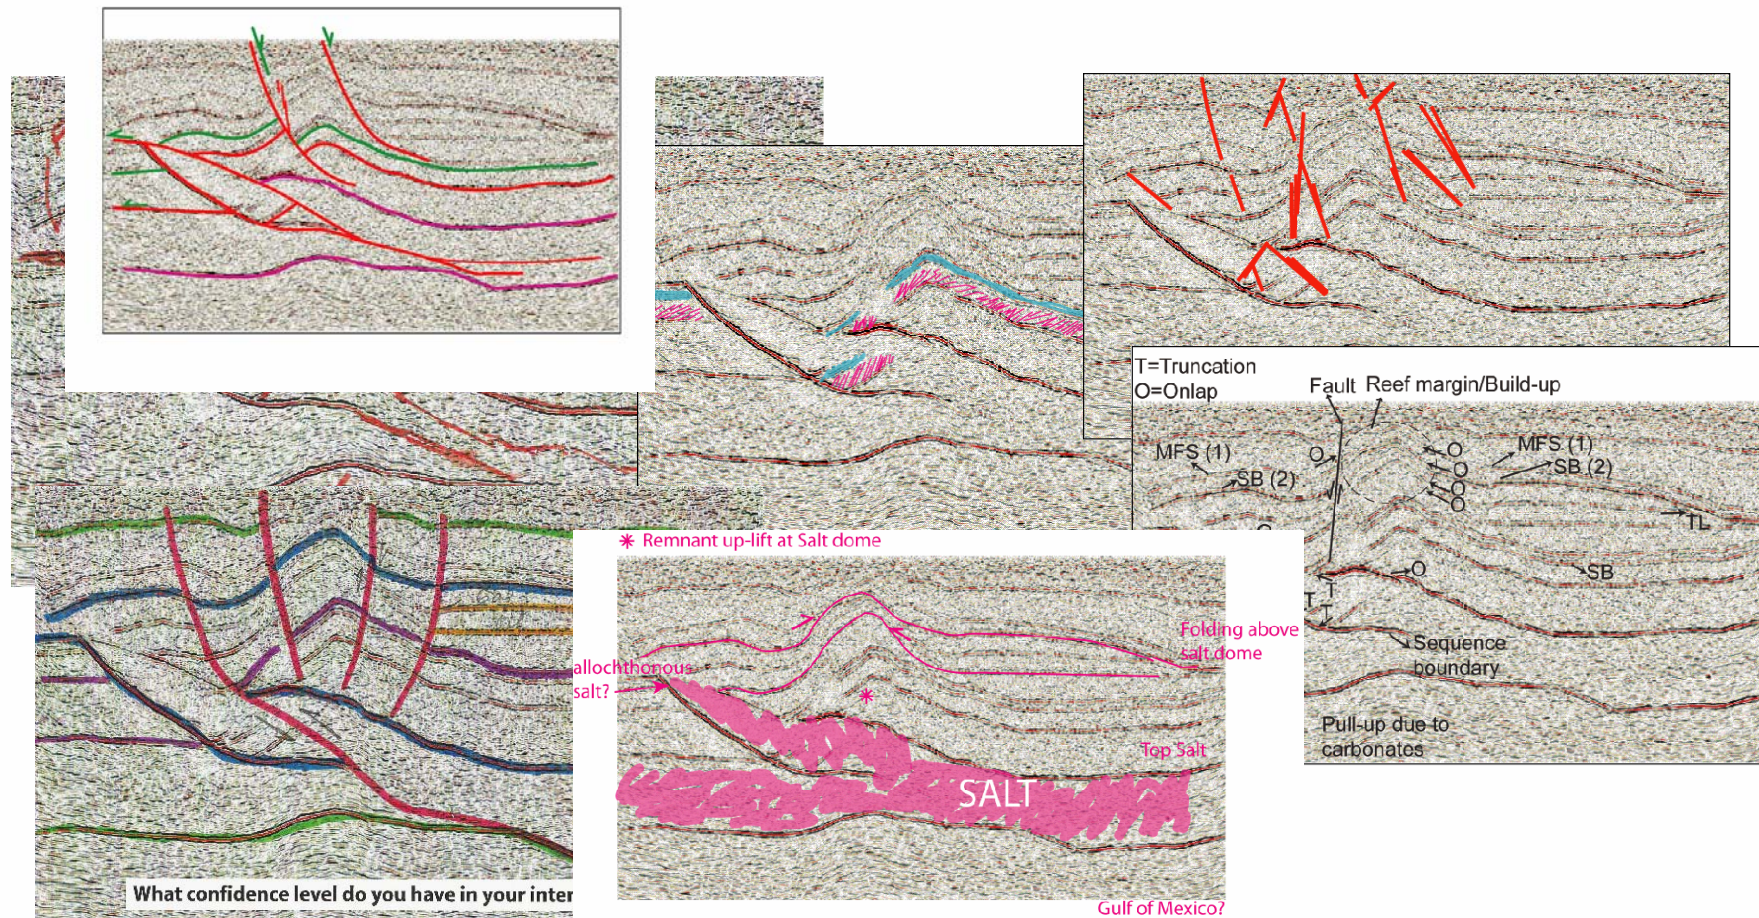 T=Truncation
O=Onlap
Fault
Reef margin/Build-up
MFS (1)
SB (2)
O
O
O
O
O
MFS (1)
SB (2)
TL
O
SB
T
T
T
Sequence
boundary
Pull-up due to
carbonates
* Remnant up-lift at Salt dome
Folding above
salt dome
allochthonous
salt?
*
Top Salt
SALT
Gulf of Mexico?
What confidence level do you have in your inter